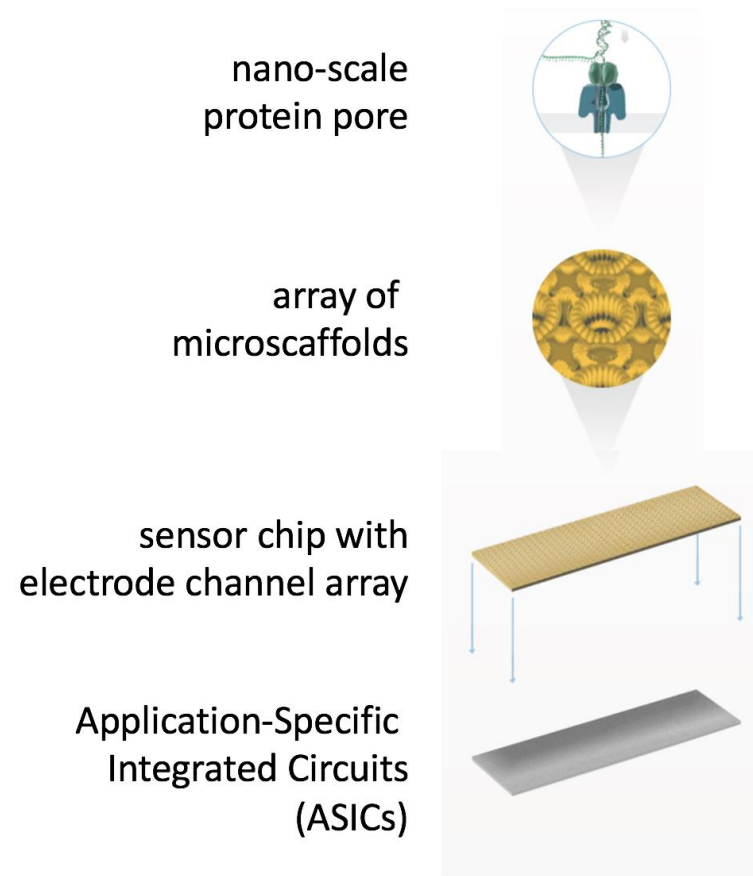 nano-scale
protein pore
array of
microscaffolds
sensor chip with
electrode channel array
Application-Specific
Integrated Circuits
(ASICs)